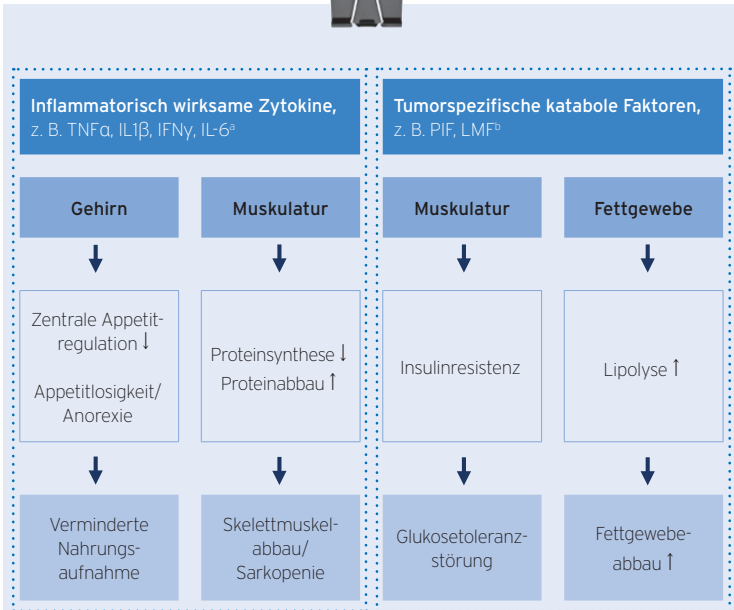 Inflammatorisch wirksame Zytokine,
z. B. TNFα, IL1β, IFNγ, IL-6ᵃ
Tumorspezifische katabole Faktoren,
z. B. PIF, LMFᵇ
Gehirn
Muskulatur
Muskulatur
Fettgewebe
Zentrale Appetit-
regulation ↓
Appetitlosigkeit/
Anorexie
Proteinsynthese ↓
Proteinabbau ↑
Insulinresistenz
Lipolyse ↑
Verminderte
Nahrungs-
aufnahme
Skelettmuskel-
abbau/
Sarkopenie
Glukosetoleranz-
störung
Fettgewebe-
abbau ↑